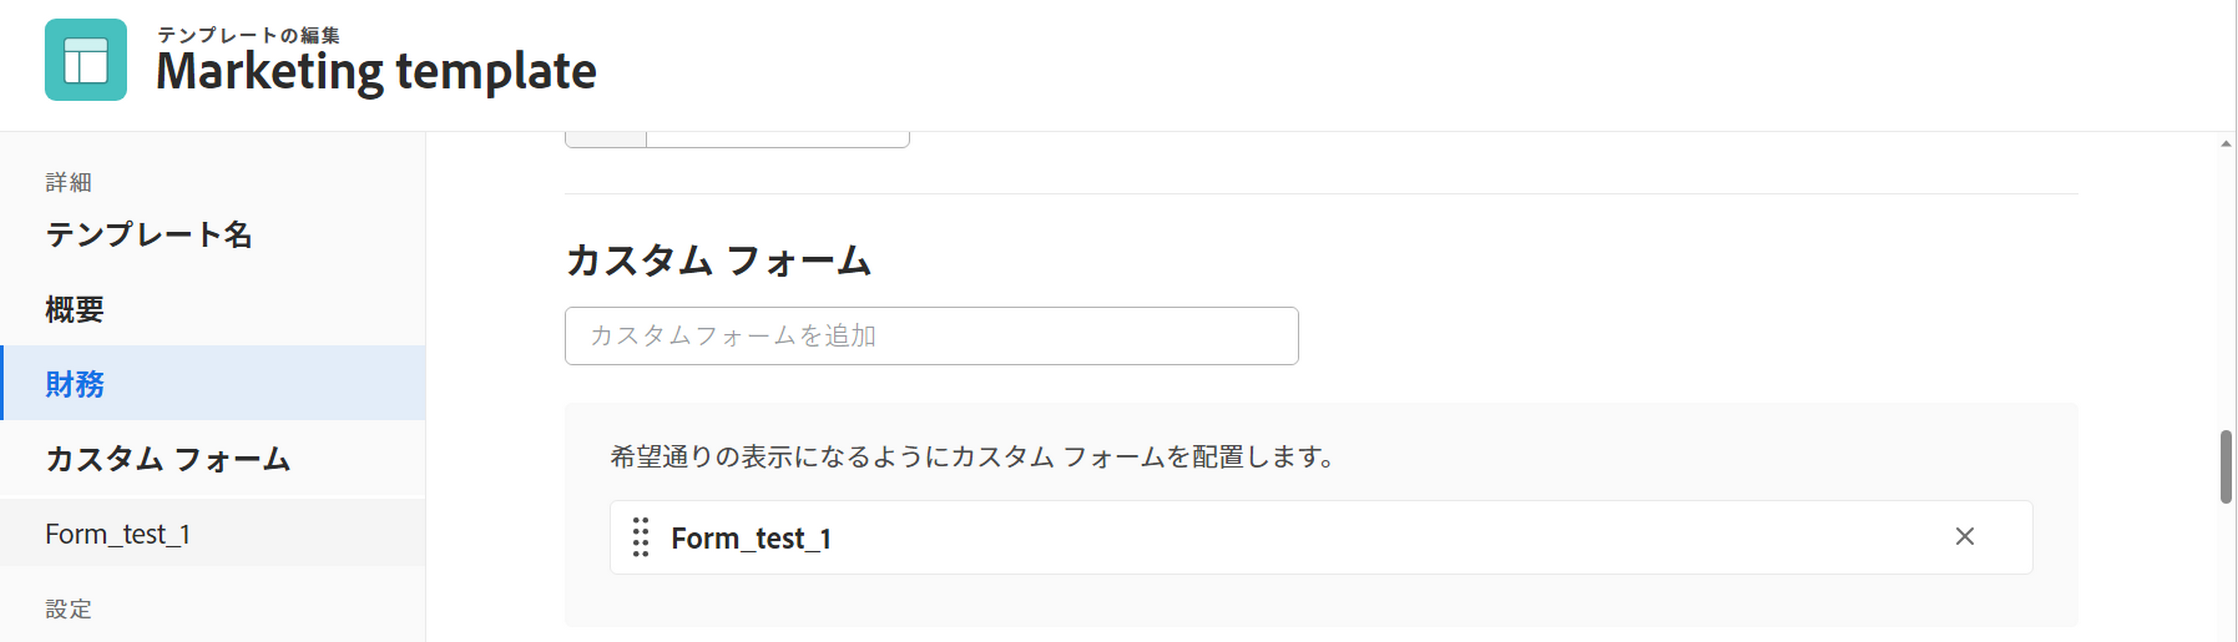 テンプレートの編集
Marketing template
詳細
テンプレート名
概要
財務
カスタム フォーム
Form_test_1
設定
カスタム フォーム
カスタムフォームを追加
希望通りの表示になるようにカスタム フォームを配置します。
Form_test_1